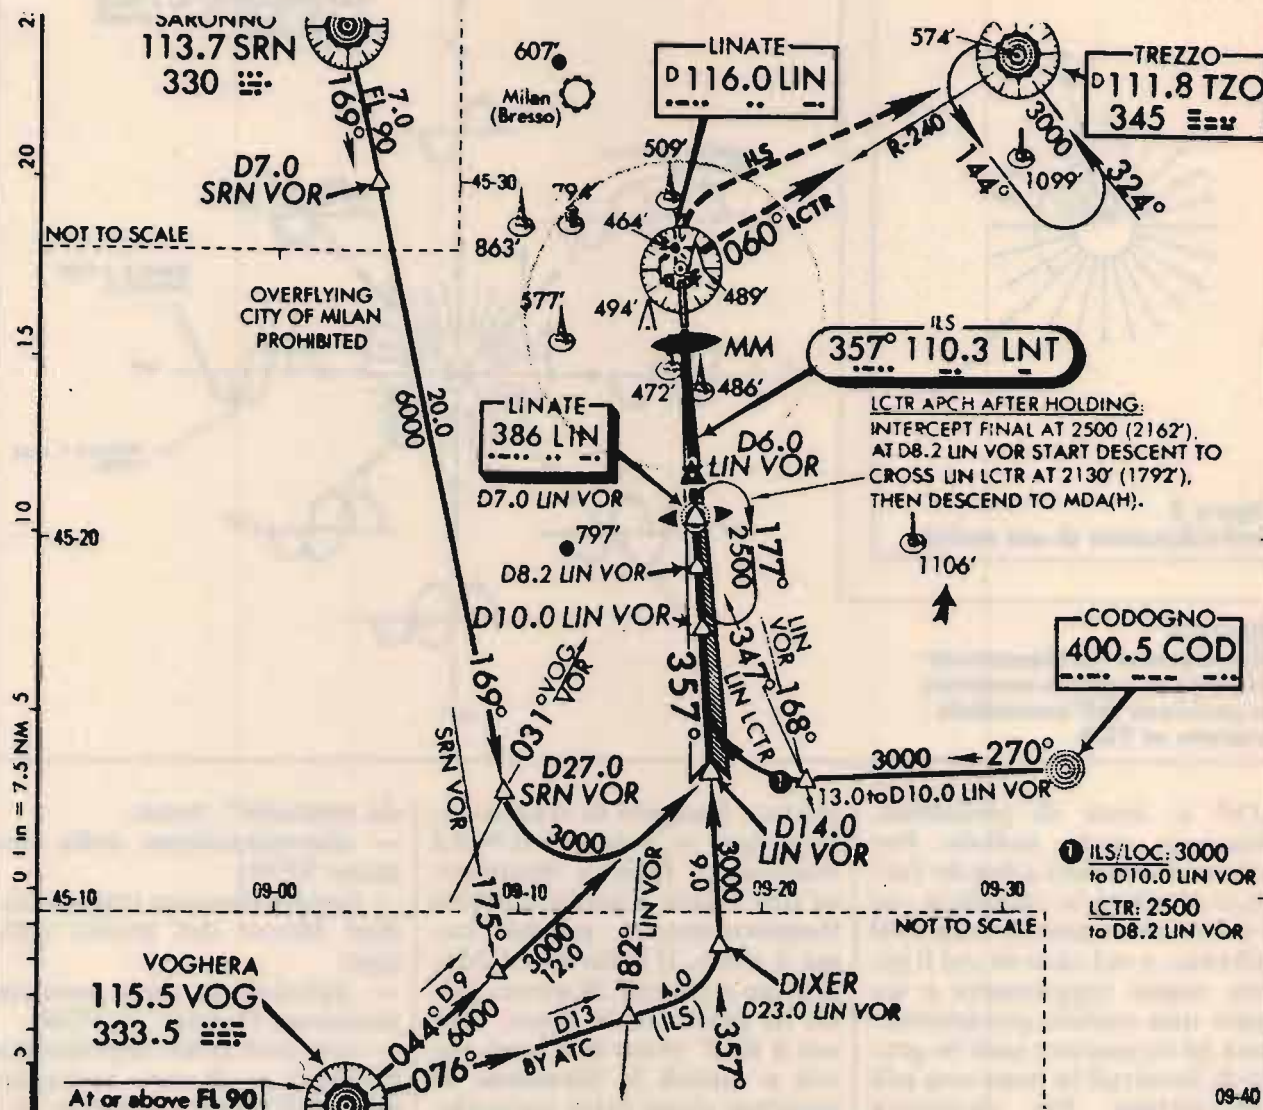 SARONNO
113.7 SRN
330
169°
7.0
FL 90
D7.0
SRN VOR
NOT TO SCALE
OVERFLYING
CITY OF MILAN
PROHIBITED
607'
Milan
(Bresso)
LINATE
D 116.0 LIN
574'
TREZZO
D 111.8 TZO
345
R-240
3000
1099'
144°
324°
ILS
060° LCTR
509'
45-30
863'
464'
577'
494'
489'
MM
472'
486'
ILS
357° 110.3 LNT
LCTR APCH AFTER HOLDING:
INTERCEPT FINAL AT 2500 (2162').
AT D8.2 LIN VOR START DESCENT TO
CROSS LIN LCTR AT 2130' (1792'),
THEN DESCEND TO MDA(H).
LINATE
386 LIN
D7.0 LIN VOR
D6.0
LIN VOR
20.0
6000
45-20
797'
D8.2 LIN VOR
D10.0 LIN VOR
2500
177°
1106'
CODOGNO
400.5 COD
357°
347°
LIN LCTR
LIN
VOR
168°
3000
270°
13.0 to D10.0 LIN VOR
169°
SRN VOR
031° VOG
VOR
D27.0
SRN VOR
3000
D14.0
LIN VOR
1 ILS/LOC: 3000
to D10.0 LIN VOR
LCTR: 2500
to D8.2 LIN VOR
45-10
09-00
09-10
09-20
09-30
NOT TO SCALE
175°
3000
12.0
182°
LIN VOR
9.0
3000
DIXER
D23.0 LIN VOR
VOGHERA
115.5 VOG
333.5
044° D9
6000
076°
D13
BY ATC
4.0
(ILS)
357°
At or above FL 90
09-40
20
15
10
5
0
1 in = 7.5 NM
5